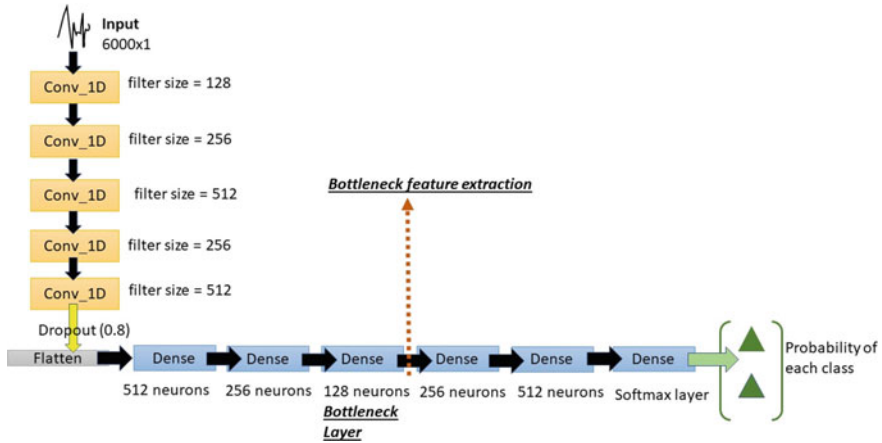 Input
6000x1
Conv_1D
filter size = 128
Conv_1D
filter size = 256
Conv_1D
filter size = 512
Conv_1D
filter size = 256
Conv_1D
filter size = 512
Dropout (0.8)
Flatten
Bottleneck feature extraction
Dense
512 neurons
Dense
256 neurons
Dense
128 neurons
Bottleneck
Layer
Dense
256 neurons
Dense
512 neurons
Dense
Softmax layer
Probability of
each class